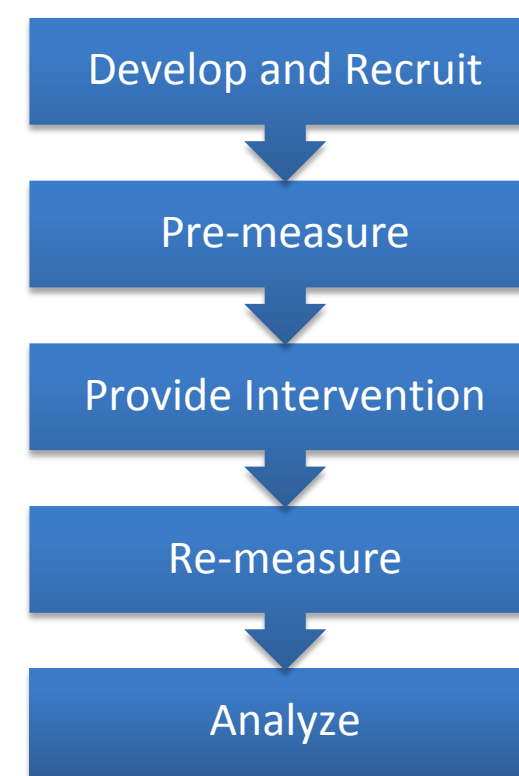 Develop and Recruit
Pre-measure
Provide Intervention
Re-measure
Analyze